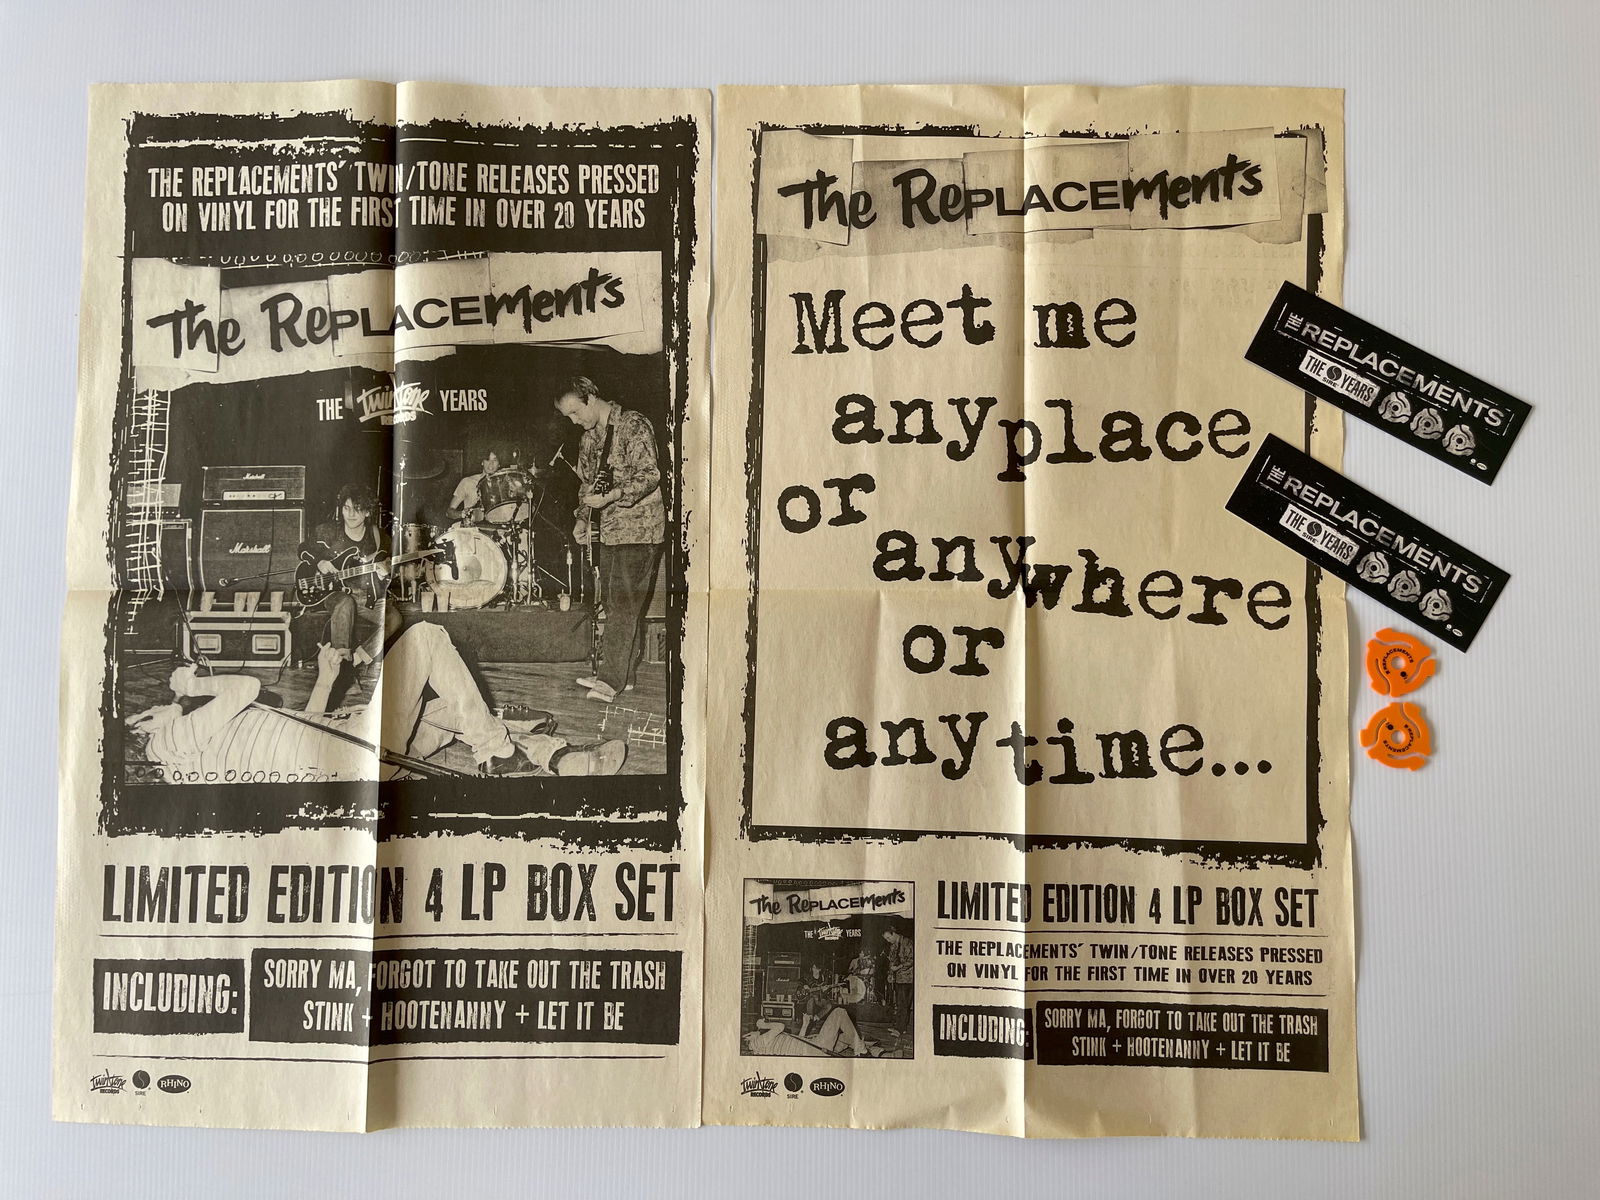 THE REPLACEMENTS' TWIN/TONE RELEASES PRESSED
ON VINYL FOR THE FIRST TIME IN OVER 20 YEARS
The Replacements
THE Twin/Tone RECORDS YEARS
Marshall
Marshall
LIMITED EDITION 4 LP BOX SET
INCLUDING:
SORRY MA, FORGOT TO TAKE OUT THE TRASH
STINK + HOOTENANNY + LET IT BE
Twin/Tone RECORDS
SIRE
RHINO
The Replacements
Meet me
anyplace
or
anywhere
or
anytime...
The Replacements
THE Twin/Tone YEARS
LIMITED EDITION 4 LP BOX SET
THE REPLACEMENTS' TWIN/TONE RELEASES PRESSED
ON VINYL FOR THE FIRST TIME IN OVER 20 YEARS
INCLUDING:
SORRY MA, FORGOT TO TAKE OUT THE TRASH
STINK + HOOTENANNY + LET IT BE
Twin/Tone RECORDS
SIRE
RHINO
THE REPLACEMENTS
THE SIRE YEARS
THE REPLACEMENTS
THE SIRE YEARS
REPLACEMENTS
REPLACEMENTS